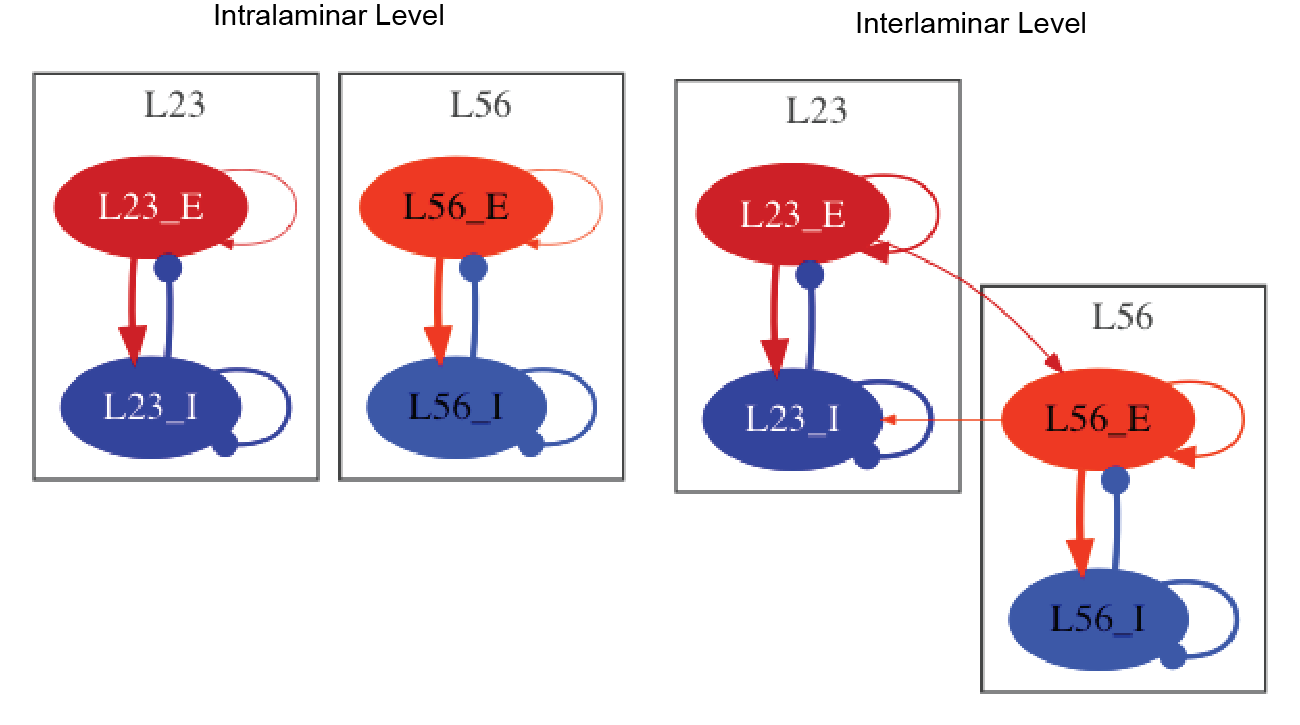 Intralaminar Level
L23
L56
L23_E
L56_E
L23_I
L56_I
Interlaminar Level
L23
L23_E
L56
L23_I
L56_E
L56_I